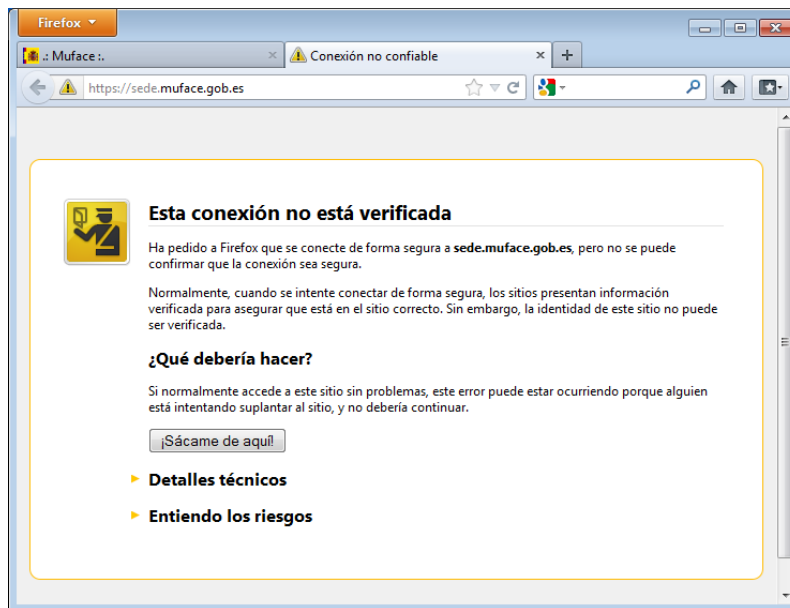 Firefox
.: Muface :.
Conexión no confiable
https://sede.muface.gob.es
Esta conexión no está verificada
Ha pedido a Firefox que se conecte de forma segura a sede.muface.gob.es, pero no se puede
confirmar que la conexión sea segura.
Normalmente, cuando se intente conectar de forma segura, los sitios presentan información
verificada para asegurar que está en el sitio correcto. Sin embargo, la identidad de este sitio no puede
ser verificada.
¿Qué debería hacer?
Si normalmente accede a este sitio sin problemas, este error puede estar ocurriendo porque alguien
está intentando suplantar al sitio, y no debería continuar.
¡Sácame de aquí!
Detalles técnicos
Entiendo los riesgos